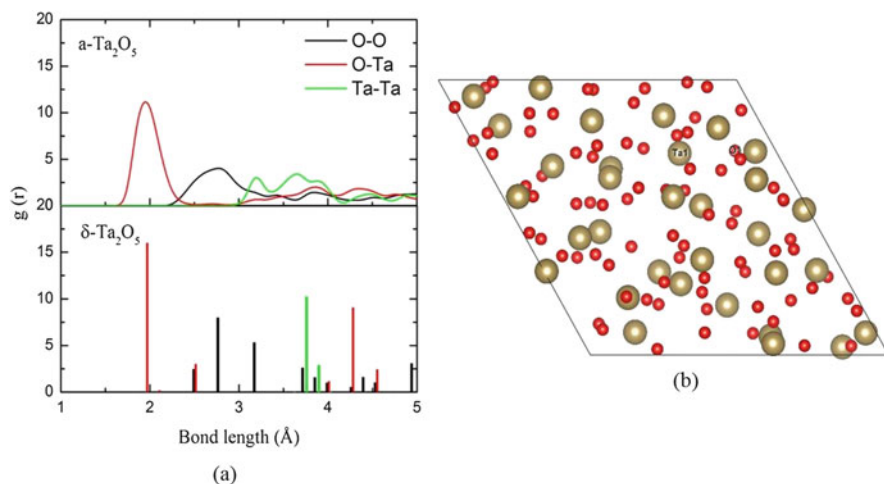 20
a-Ta₂O₅
O-O
15
O-Ta
Ta-Ta
10
5
g (r)
20
δ-Ta₂O₅
15
10
5
0
1 2 3 4 5
Bond length (Å)
(a)
Ta1
(b)